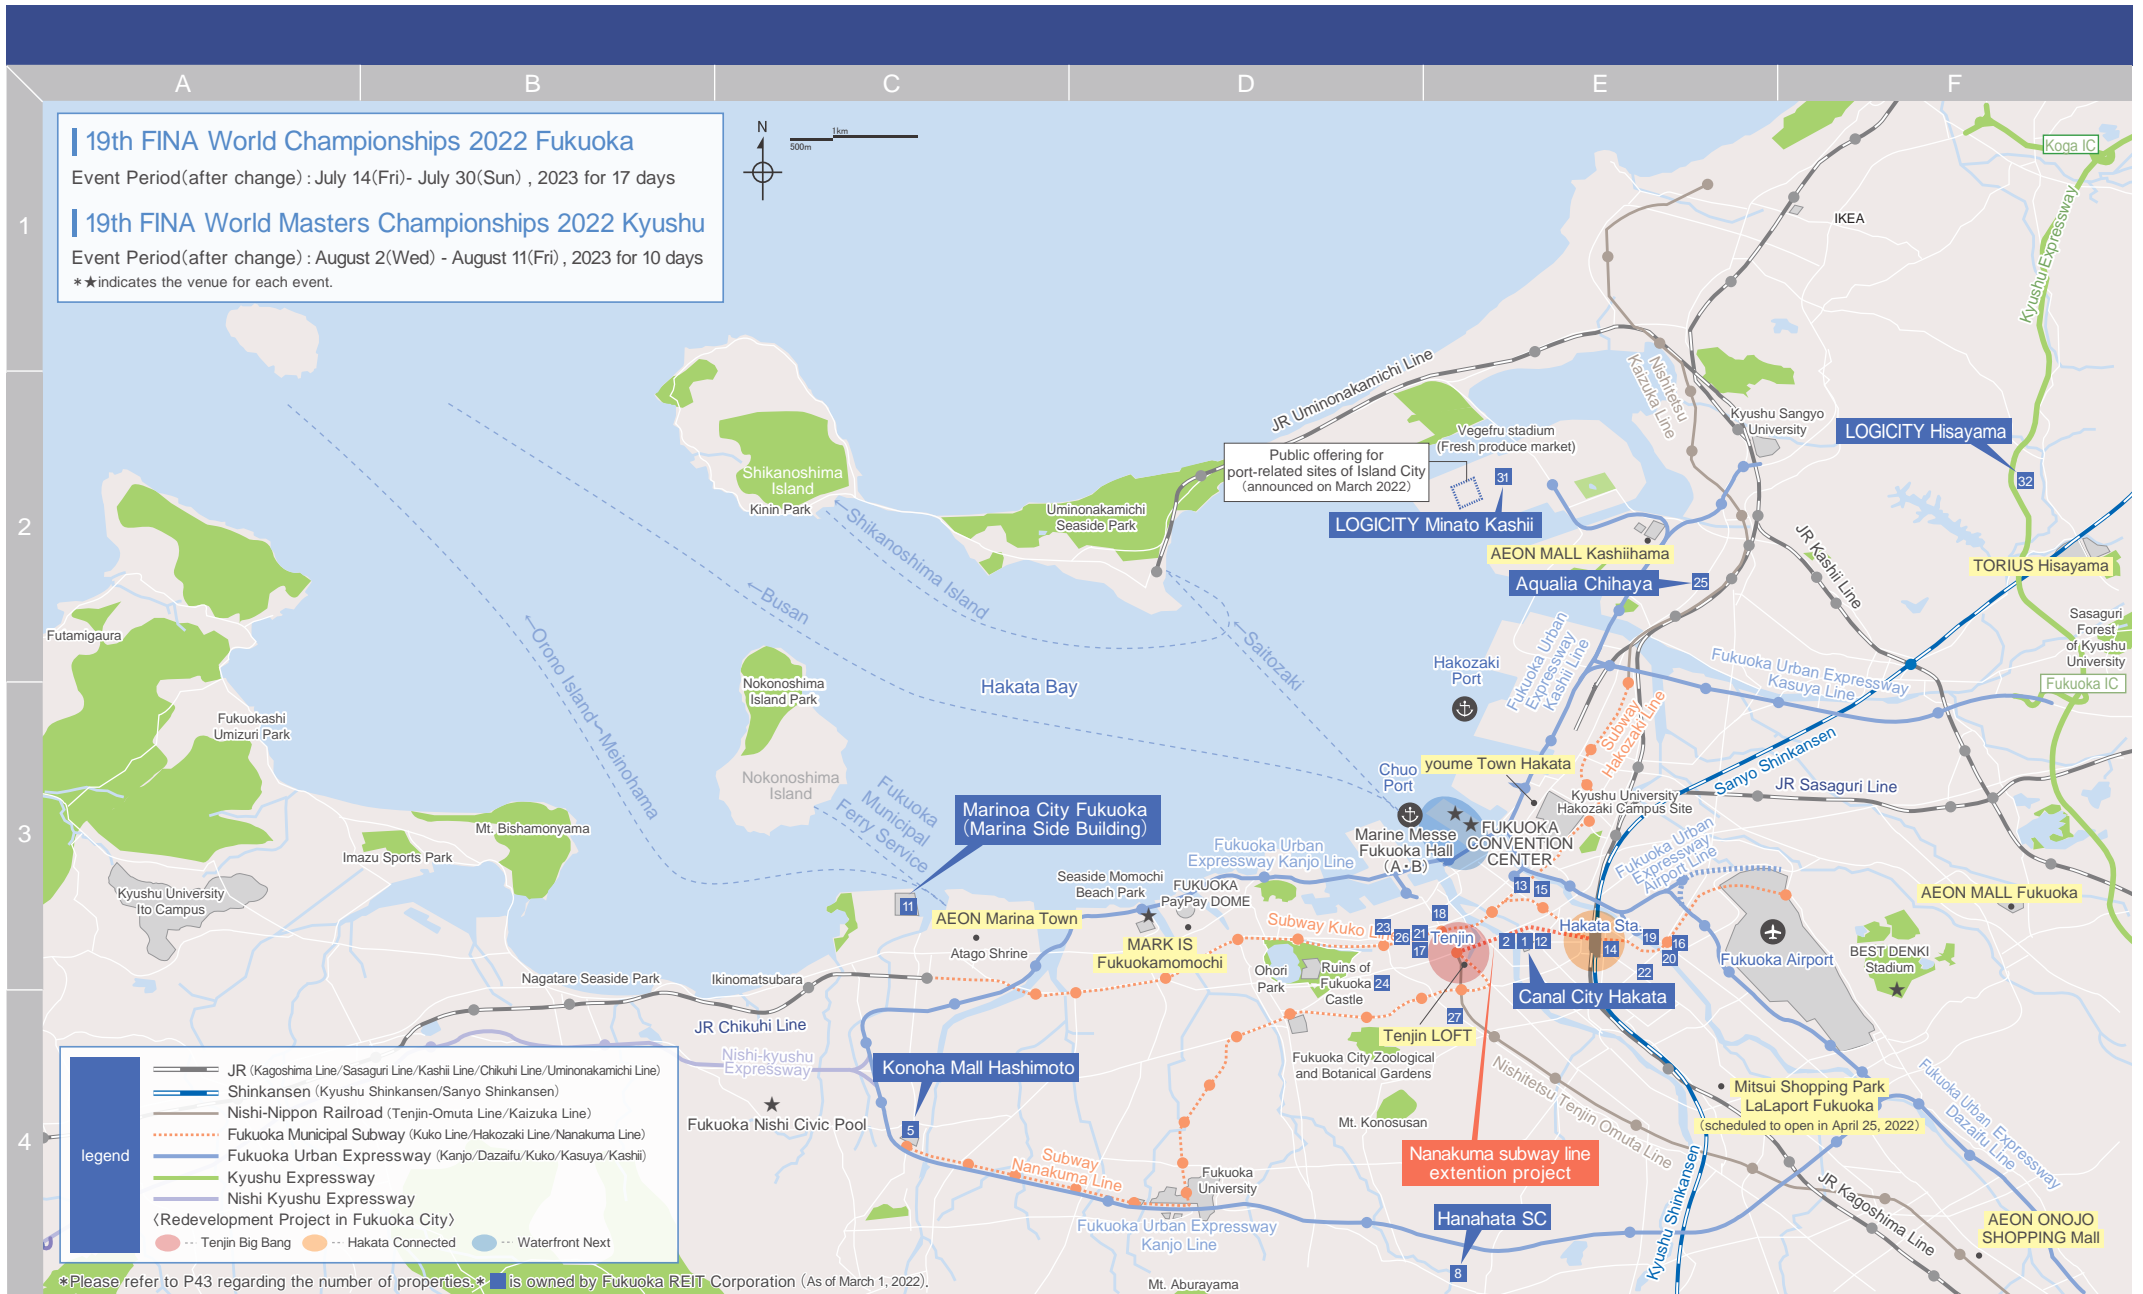 A
B
C
D
E
F
1
2
3
4
19th FINA World Championships 2022 Fukuoka
Event Period(after change) : July 14(Fri)- July 30(Sun) , 2023 for 17 days
19th FINA World Masters Championships 2022 Kyushu
Event Period(after change) : August 2(Wed) - August 11(Fri) , 2023 for 10 days
*★indicates the venue for each event.
N
1km
500m
Koga IC
IKEA
Kyushu Expressway
JR Uminonakamichi Line
Nishitetsu
Kaizuka Line
Kyushu Sangyo
University
LOGICITY Hisayama
32
Vegefru stadium
(Fresh produce market)
Public offering for
port-related sites of Island City
(announced on March 2022)
31
LOGICITY Minato Kashii
Shikanoshima
Island
Kinin Park
Uminonakamichi
Seaside Park
←Shikanoshima Island
AEON MALL Kashiihama
Aqualia Chihaya
25
JR Kashii Line
TORIUS Hisayama
Sasaguri
Forest
of Kyushu
University
Fukuoka IC
Futamigaura
←Busan
←Orono Island〜Meinohama
←Saitozaki
Hakozaki
Port
Fukuoka Urban
Expressway
Kashii Line
Fukuoka Urban Expressway
Kasuya Line
Nokonoshima
Island Park
Hakata Bay
Fukuokashi
Umizuri Park
Subway
Hakozaki Line
Sanyo Shinkansen
Nokonoshima
Island
Fukuoka
Municipal
Ferry Service
Chuo
Port
youme Town Hakata
Kyushu University
Hakozaki Campus Site
JR Sasaguri Line
Marinoa City Fukuoka
(Marina Side Building)
Marine Messe
Fukuoka Hall
(A・B)
FUKUOKA
CONVENTION
CENTER
Mt. Bishamonyama
Imazu Sports Park
Fukuoka Urban
Expressway Kanjo Line
Fukuoka Urban
Expressway
Airport Line
Kyushu University
Ito Campus
Seaside Momochi
Beach Park
FUKUOKA
PayPay DOME
13
15
AEON MALL Fukuoka
11
AEON Marina Town
Atago Shrine
MARK IS
Fukuokamomochi
Subway Kuko Li
23
26
21
17
18
Tenjin
2
1
12
Hakata Sta.
14
19
16
20
22
Fukuoka Airport
BEST DENKI
Stadium
Nagatare Seaside Park
Ikinomatsubara
Ohori
Park
Ruins of
Fukuoka
Castle
24
Canal City Hakata
JR Chikuhi Line
27
Tenjin LOFT
Nishi-kyushu
Expressway
Konoha Mall Hashimoto
Fukuoka City Zoological
and Botanical Gardens
Nishitetsu Tenjin Omuta Line
Mitsui Shopping Park
LaLaport Fukuoka
(scheduled to open in April 25, 2022)
Fukuoka Urban Expressway
Dazaifu Line
Fukuoka Nishi Civic Pool
5
Mt. Konosusan
Nanakuma subway line
extention project
Subway
Nanakuma Line
Fukuoka
University
Kyushu Shinkansen
JR Kagoshima Line
Fukuoka Urban Expressway
Kanjo Line
Hanahata SC
8
AEON ONOJO
SHOPPING Mall
Mt. Aburayama
legend
JR (Kagoshima Line/Sasaguri Line/Kashii Line/Chikuhi Line/Uminonakamichi Line)
Shinkansen (Kyushu Shinkansen/Sanyo Shinkansen)
Nishi-Nippon Railroad (Tenjin-Omuta Line/Kaizuka Line)
Fukuoka Municipal Subway (Kuko Line/Hakozaki Line/Nanakuma Line)
Fukuoka Urban Expressway (Kanjo/Dazaifu/Kuko/Kasuya/Kashii)
Kyushu Expressway
Nishi Kyushu Expressway
〈Redevelopment Project in Fukuoka City〉
Tenjin Big Bang
Hakata Connected
Waterfront Next
*Please refer to P43 regarding the number of properties.* is owned by Fukuoka REIT Corporation (As of March 1, 2022).